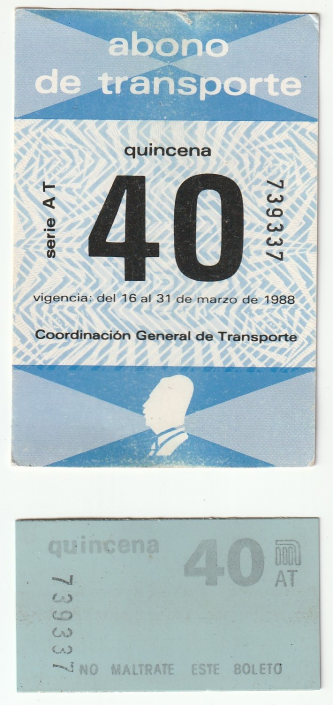 abono
de transporte
quincena
serie AT
40
739337
vigencia: del 16 al 31 de marzo de 1988
Coordinación General de Transporte
quincena
40
AT
739337
NO MALTRATE ESTE BOLETO